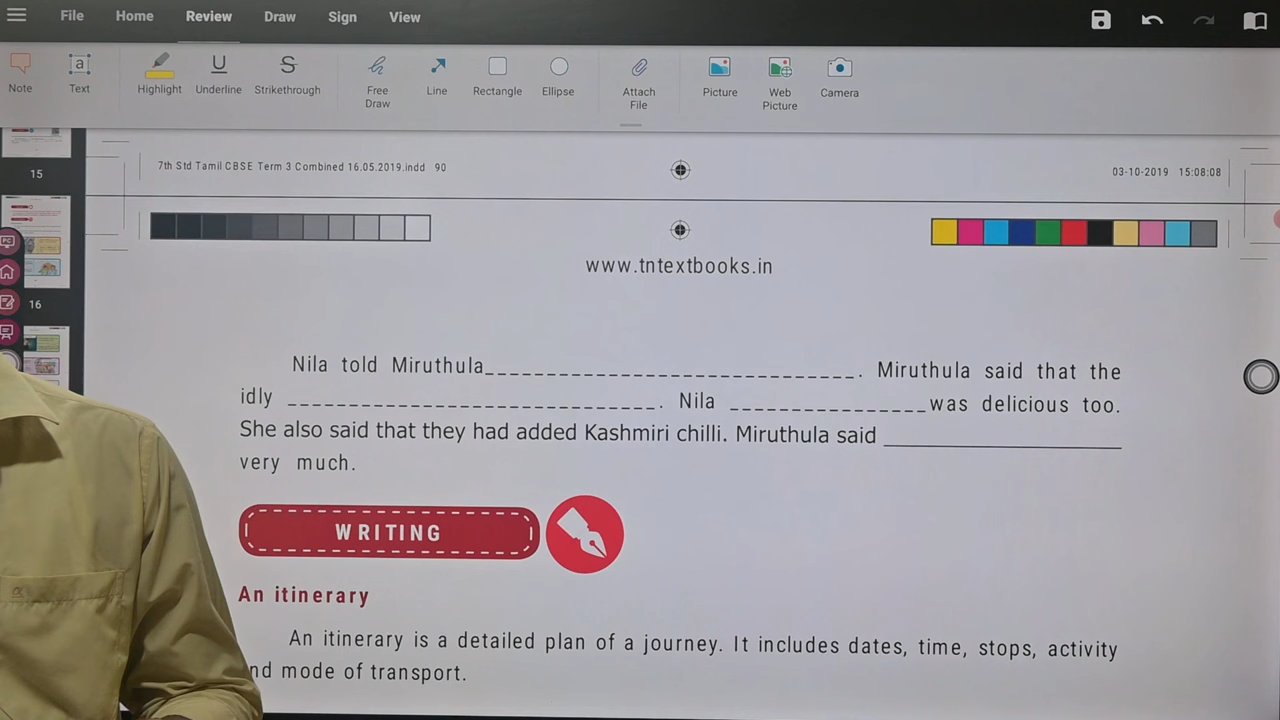 File Home Review Draw Sign View
Note Text Highlight Underline Strikethrough Free Draw Line Rectangle Ellipse Attach File Picture Web Picture Camera
15
16
7th Std Tamil CBSE Term 3 Combined 16.05.2019.indd 90
03-10-2019 15:08:08
www.tntextbooks.in
Nila told Miruthula____________________________. Miruthula said that the
idly ____________________________. Nila _______________was delicious too.
She also said that they had added Kashmiri chilli. Miruthula said __________________
very much.
WRITING
An itinerary
An itinerary is a detailed plan of a journey. It includes dates, time, stops, activity
nd mode of transport.